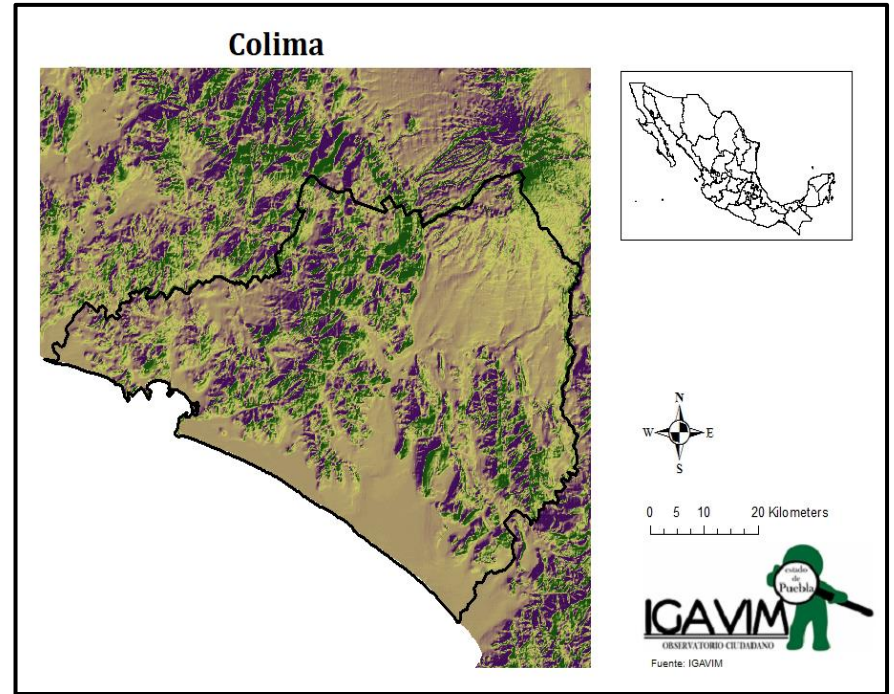 Colima
N
W E
S
0 5 10 20 Kilometers
estado
de
Puebla
IGAVIM
OBSERVATORIO CIUDADANO
Fuente: IGAVIM